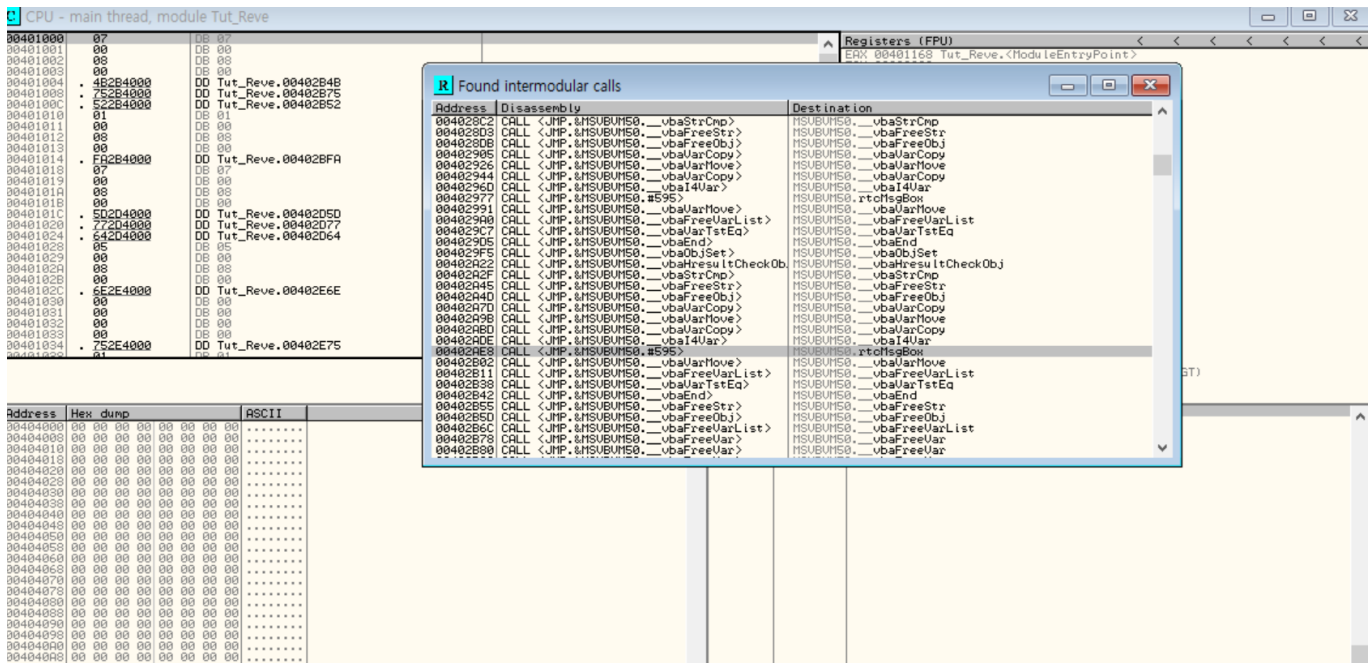 C CPU - main thread, module Tut_Reve
00401000 07 DB 07
00401001 00 DB 00
00401002 08 DB 08
00401003 00 DB 00
00401004 . 4B2B4000 DD Tut_Reve.00402B4B
00401008 . 752B4000 DD Tut_Reve.00402B75
0040100C . 522B4000 DD Tut_Reve.00402B52
00401010 01 DB 01
00401011 00 DB 00
00401012 08 DB 08
00401013 00 DB 00
00401014 . FA2B4000 DD Tut_Reve.00402BFA
00401018 07 DB 07
00401019 00 DB 00
0040101A 08 DB 08
0040101B 00 DB 00
0040101C . 5D2D4000 DD Tut_Reve.00402D5D
00401020 . 772D4000 DD Tut_Reve.00402D77
00401024 . 642D4000 DD Tut_Reve.00402D64
00401028 05 DB 05
00401029 00 DB 00
0040102A 08 DB 08
0040102B 00 DB 00
0040102C . 6E2E4000 DD Tut_Reve.00402E6E
00401030 00 DB 00
00401031 00 DB 00
00401032 00 DB 00
00401033 00 DB 00
00401034 . 752E4000 DD Tut_Reve.00402E75
Registers (FPU) < < < < < < <
EAX 00401168 Tut_Reve.<ModuleEntryPoint>
R Found intermodular calls
Address Disassembly Destination
004028C2 CALL <JMP.&MSVBVM50.__vbaStrCmp> MSVBVM50.__vbaStrCmp
004028D3 CALL <JMP.&MSVBVM50.__vbaFreeStr> MSVBVM50.__vbaFreeStr
004028DB CALL <JMP.&MSVBVM50.__vbaFreeObj> MSVBVM50.__vbaFreeObj
00402905 CALL <JMP.&MSVBVM50.__vbaVarCopy> MSVBVM50.__vbaVarCopy
00402926 CALL <JMP.&MSVBVM50.__vbaVarMove> MSVBVM50.__vbaVarMove
00402944 CALL <JMP.&MSVBVM50.__vbaVarCopy> MSVBVM50.__vbaVarCopy
0040296D CALL <JMP.&MSVBVM50.__vbaI4Var> MSVBVM50.__vbaI4Var
00402977 CALL <JMP.&MSVBVM50.#595> MSVBVM50.rtcMsgBox
00402991 CALL <JMP.&MSVBVM50.__vbaVarMove> MSVBVM50.__vbaVarMove
004029A0 CALL <JMP.&MSVBVM50.__vbaFreeVarList> MSVBVM50.__vbaFreeVarList
004029C7 CALL <JMP.&MSVBVM50.__vbaVarTstEq> MSVBVM50.__vbaVarTstEq
004029D5 CALL <JMP.&MSVBVM50.__vbaEnd> MSVBVM50.__vbaEnd
004029F5 CALL <JMP.&MSVBVM50.__vbaObjSet> MSVBVM50.__vbaObjSet
00402A22 CALL <JMP.&MSVBVM50.__vbaHresultCheckOb MSVBVM50.__vbaHresultCheckObj
00402A2F CALL <JMP.&MSVBVM50.__vbaStrCmp> MSVBVM50.__vbaStrCmp
00402A45 CALL <JMP.&MSVBVM50.__vbaFreeStr> MSVBVM50.__vbaFreeStr
00402A4D CALL <JMP.&MSVBVM50.__vbaFreeObj> MSVBVM50.__vbaFreeObj
00402A7D CALL <JMP.&MSVBVM50.__vbaVarCopy> MSVBVM50.__vbaVarCopy
00402A9B CALL <JMP.&MSVBVM50.__vbaVarMove> MSVBVM50.__vbaVarMove
00402ABD CALL <JMP.&MSVBVM50.__vbaVarCopy> MSVBVM50.__vbaVarCopy
00402ADE CALL <JMP.&MSVBVM50.__vbaI4Var> MSVBVM50.__vbaI4Var
00402AE8 CALL <JMP.&MSVBVM50.#595> MSVBVM50.rtcMsgBox
00402B02 CALL <JMP.&MSVBVM50.__vbaVarMove> MSVBVM50.__vbaVarMove
00402B11 CALL <JMP.&MSVBVM50.__vbaFreeVarList> MSVBVM50.__vbaFreeVarList
00402B38 CALL <JMP.&MSVBVM50.__vbaVarTstEq> MSVBVM50.__vbaVarTstEq
00402B42 CALL <JMP.&MSVBVM50.__vbaEnd> MSVBVM50.__vbaEnd
00402B55 CALL <JMP.&MSVBVM50.__vbaFreeStr> MSVBVM50.__vbaFreeStr
00402B5D CALL <JMP.&MSVBVM50.__vbaFreeObj> MSVBVM50.__vbaFreeObj
00402B6C CALL <JMP.&MSVBVM50.__vbaFreeVarList> MSVBVM50.__vbaFreeVarList
00402B78 CALL <JMP.&MSVBVM50.__vbaFreeVar> MSVBVM50.__vbaFreeVar
00402B80 CALL <JMP.&MSVBVM50.__vbaFreeVar> MSVBVM50.__vbaFreeVar
GT)
Address Hex dump ASCII
00404000 00 00 00 00 00 00 00 00 ........
00404008 00 00 00 00 00 00 00 00 ........
00404010 00 00 00 00 00 00 00 00 ........
00404018 00 00 00 00 00 00 00 00 ........
00404020 00 00 00 00 00 00 00 00 ........
00404028 00 00 00 00 00 00 00 00 ........
00404030 00 00 00 00 00 00 00 00 ........
00404038 00 00 00 00 00 00 00 00 ........
00404040 00 00 00 00 00 00 00 00 ........
00404048 00 00 00 00 00 00 00 00 ........
00404050 00 00 00 00 00 00 00 00 ........
00404058 00 00 00 00 00 00 00 00 ........
00404060 00 00 00 00 00 00 00 00 ........
00404068 00 00 00 00 00 00 00 00 ........
00404070 00 00 00 00 00 00 00 00 ........
00404078 00 00 00 00 00 00 00 00 ........
00404080 00 00 00 00 00 00 00 00 ........
00404088 00 00 00 00 00 00 00 00 ........
00404090 00 00 00 00 00 00 00 00 ........
00404098 00 00 00 00 00 00 00 00 ........
004040A0 00 00 00 00 00 00 00 00 ........
004040A8 00 00 00 00 00 00 00 00 ........